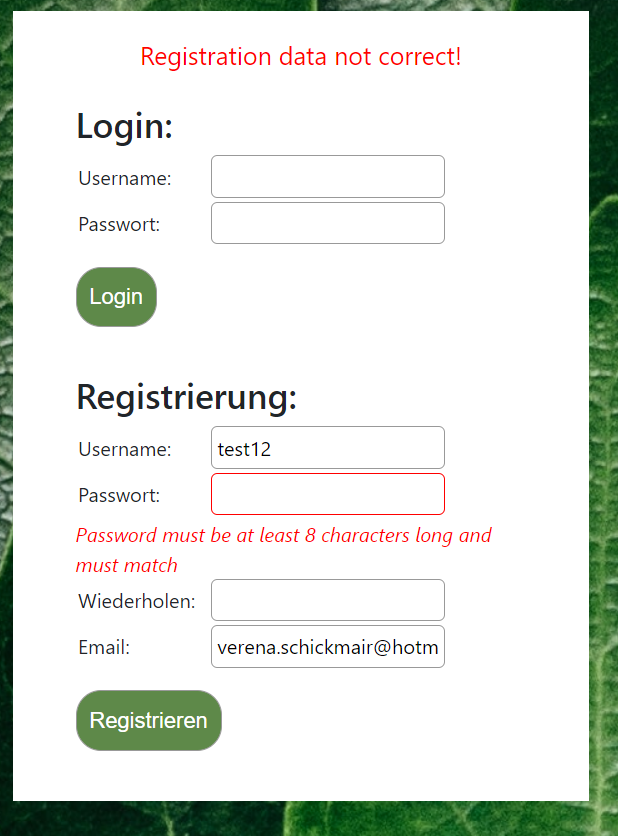 Registration data not correct!
Login:
Username:
Passwort:
Login
Registrierung:
Username: test12
Passwort:
Password must be at least 8 characters long and
must match
Wiederholen:
Email: verena.schickmair@hotm
Registrieren